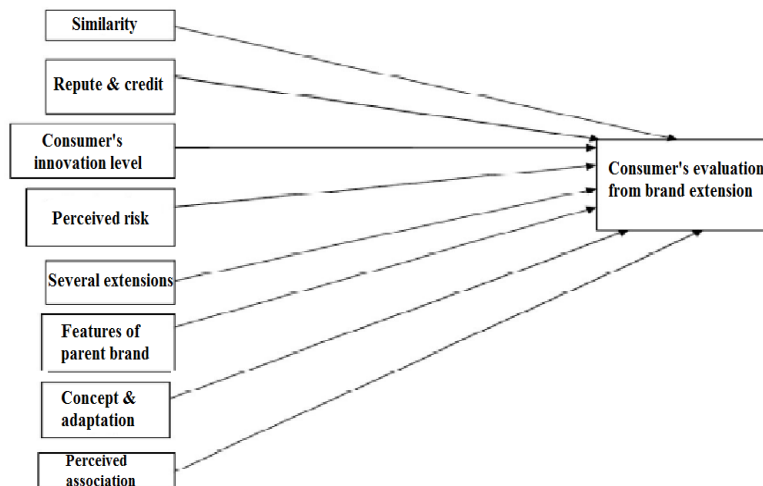 Similarity
Repute & credit
Consumer's
innovation level
Perceived risk
Several extensions
Features of
parent brand
Concept &
adaptation
Perceived
association
Consumer's evaluation
from brand extension